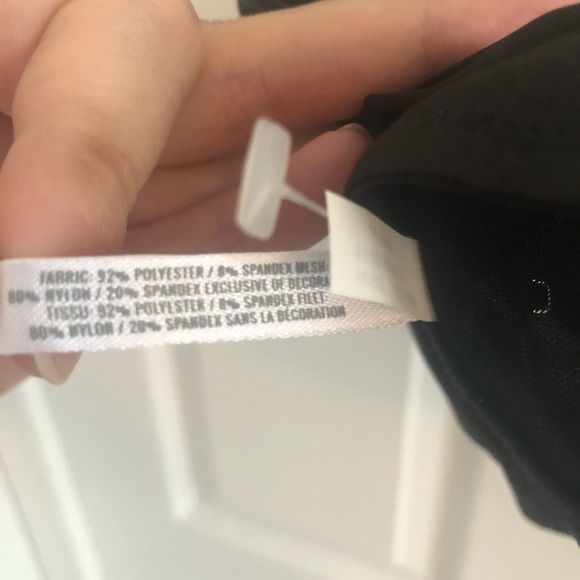 FABRIC: 92% POLYESTER / 8% SPANDEX MESH:
80% NYLON / 20% SPANDEX EXCLUSIVE OF DECORA
TISSU: 92% POLYESTER / 8% SPANDEX FILET
80% NYLON / 20% SPANDEX SANS LA DÉCORATION